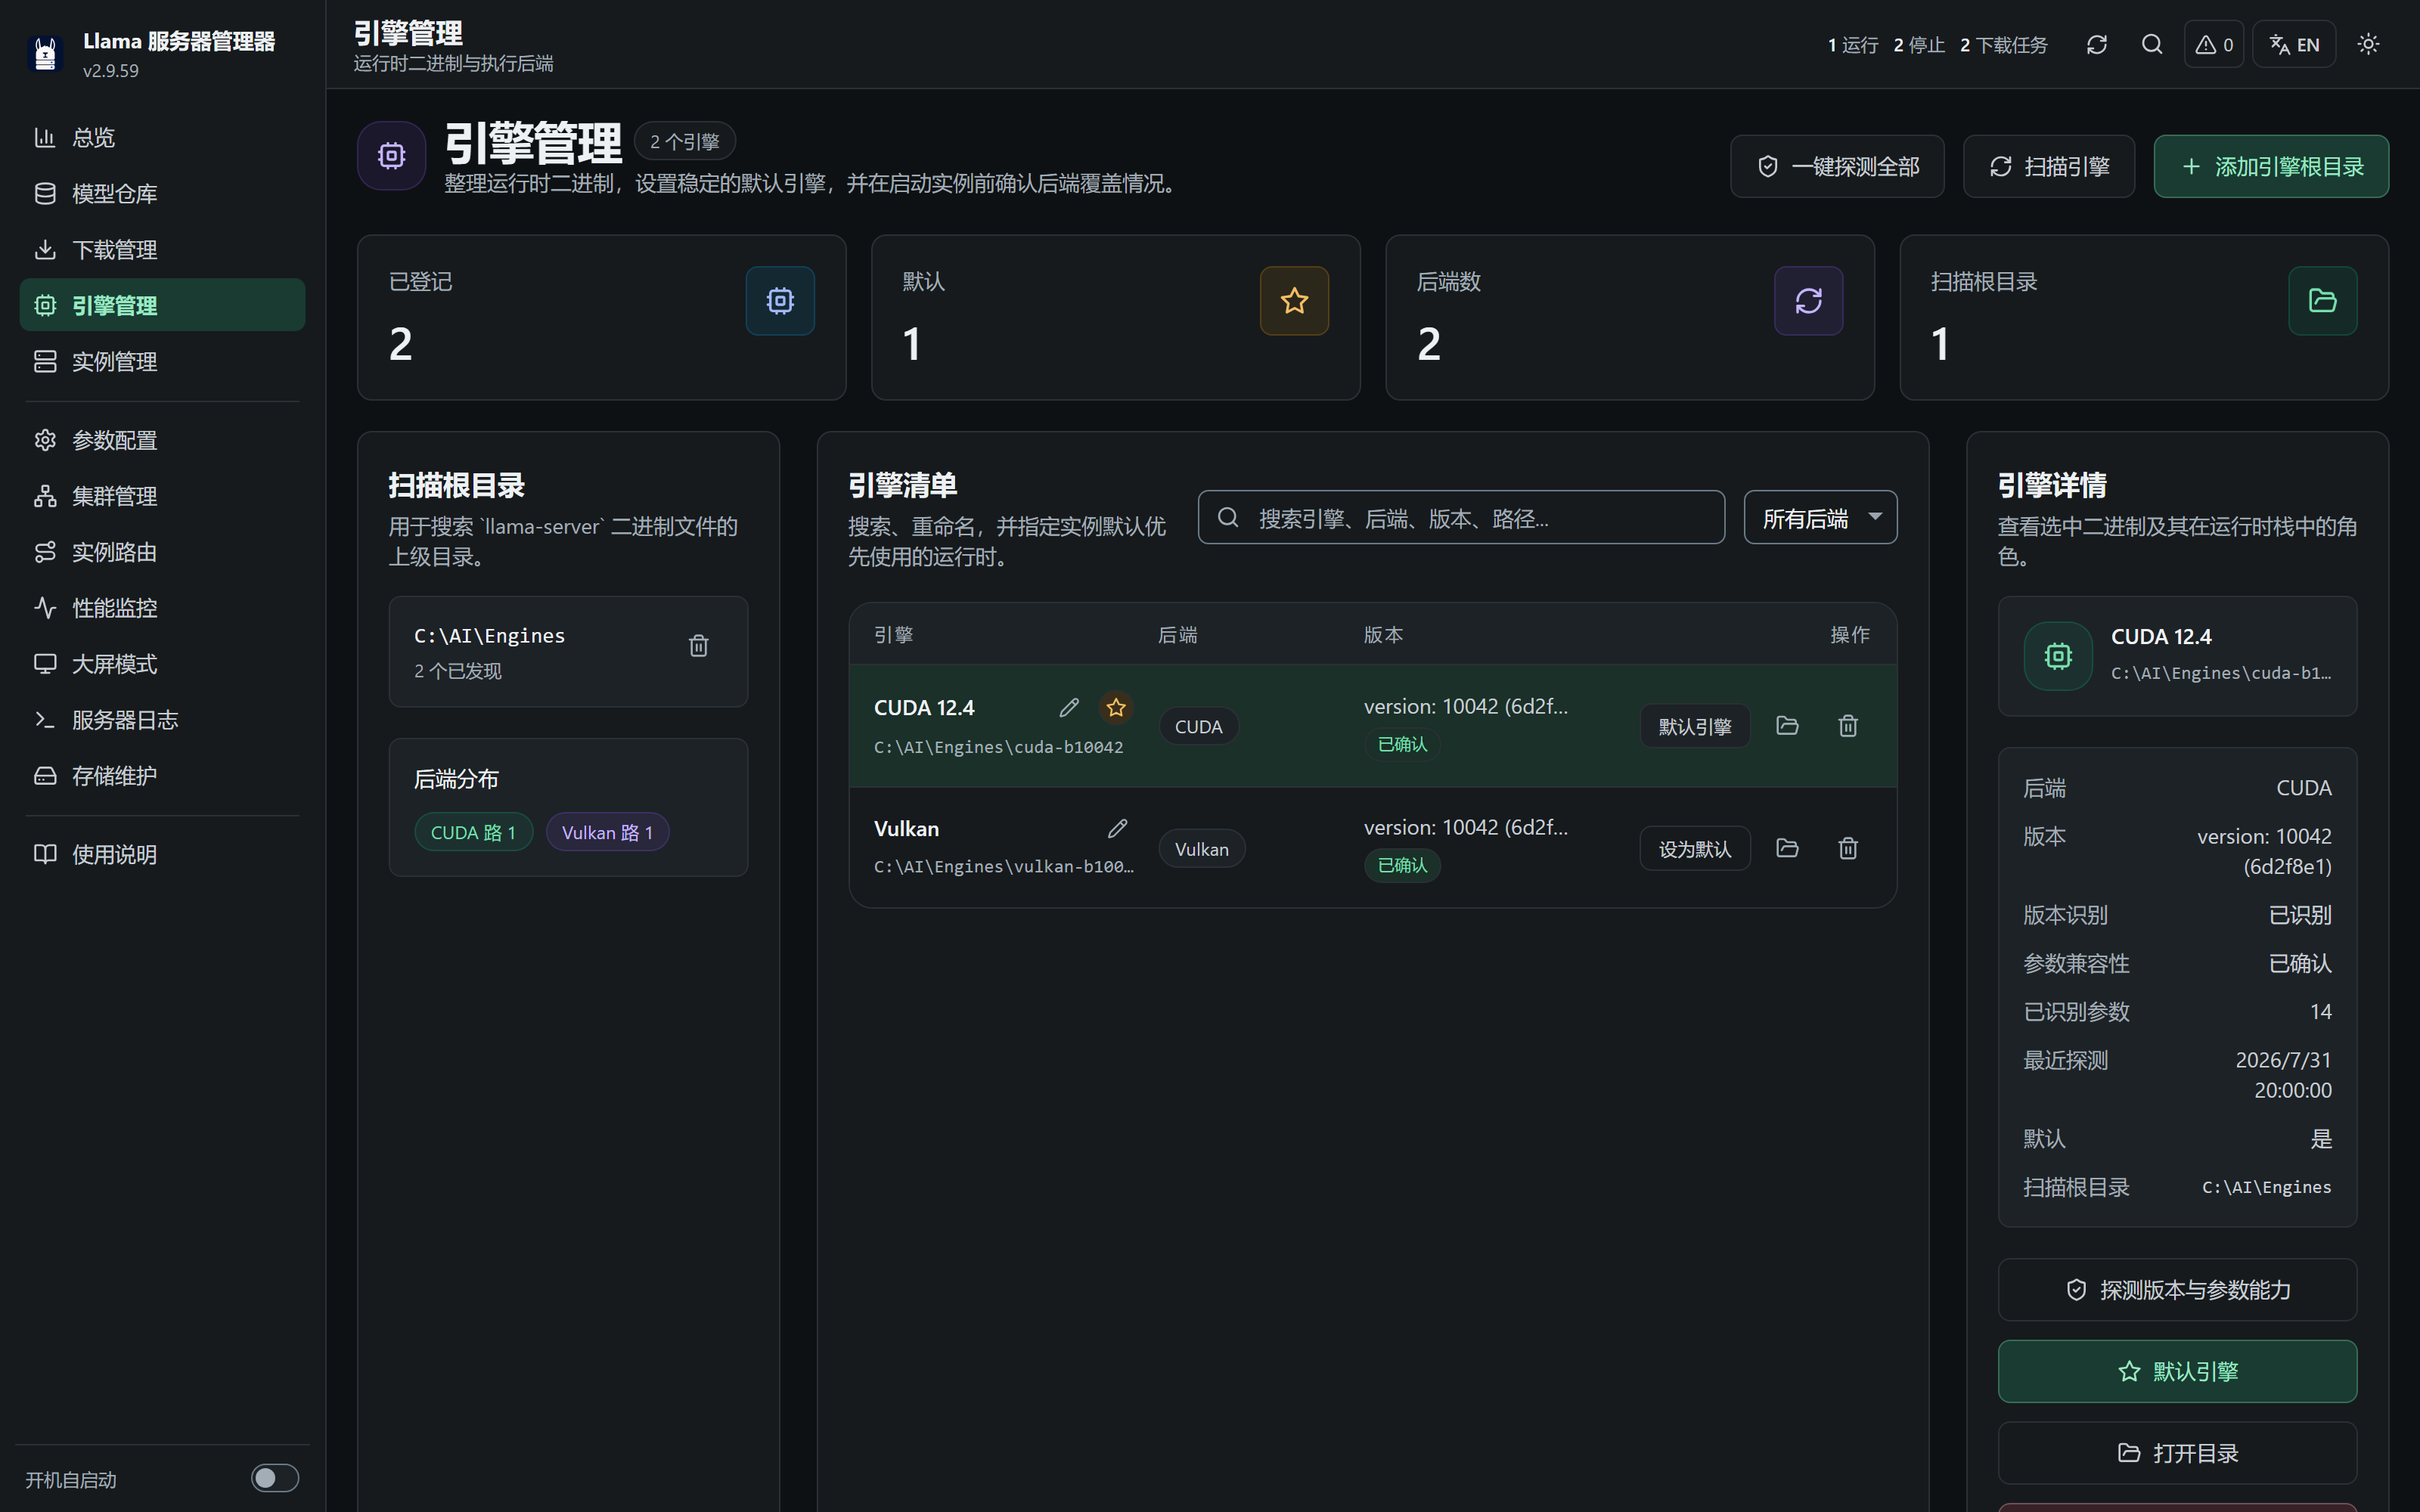 Llama 服务器管理器
v2.9.59
总览
模型仓库
下载管理
引擎管理
实例管理
参数配置
集群管理
实例路由
性能监控
大屏模式
服务器日志
存储维护
使用说明
开机自启动
引擎管理
运行时二进制与执行后端
1 运行 2 停止 2 下载任务
0
EN
引擎管理
2 个引擎
整理运行时二进制，设置稳定的默认引擎，并在启动实例前确认后端覆盖情况。
一键探测全部
扫描引擎
添加引擎根目录
已登记
2
默认
1
后端数
2
扫描根目录
1
扫描根目录
用于搜索 `llama-server` 二进制文件的
上级目录。
C:\AI\Engines
2 个已发现
后端分布
CUDA 路 1
Vulkan 路 1
引擎清单
搜索、重命名，并指定实例默认优
先使用的运行时。
搜索引擎、后端、版本、路径...
所有后端
引擎 后端 版本 操作
CUDA 12.4
C:\AI\Engines\cuda-b10042
CUDA
version: 10042 (6d2f...
已确认
默认引擎
Vulkan
C:\AI\Engines\vulkan-b100...
Vulkan
version: 10042 (6d2f...
已确认
设为默认
引擎详情
查看选中二进制及其在运行时栈中的角
色。
CUDA 12.4
C:\AI\Engines\cuda-b1...
后端 CUDA
版本 version: 10042
(6d2f8e1)
版本识别 已识别
参数兼容性 已确认
已识别参数 14
最近探测 2026/7/31
20:00:00
默认 是
扫描根目录 C:\AI\Engines
探测版本与参数能力
默认引擎
打开目录